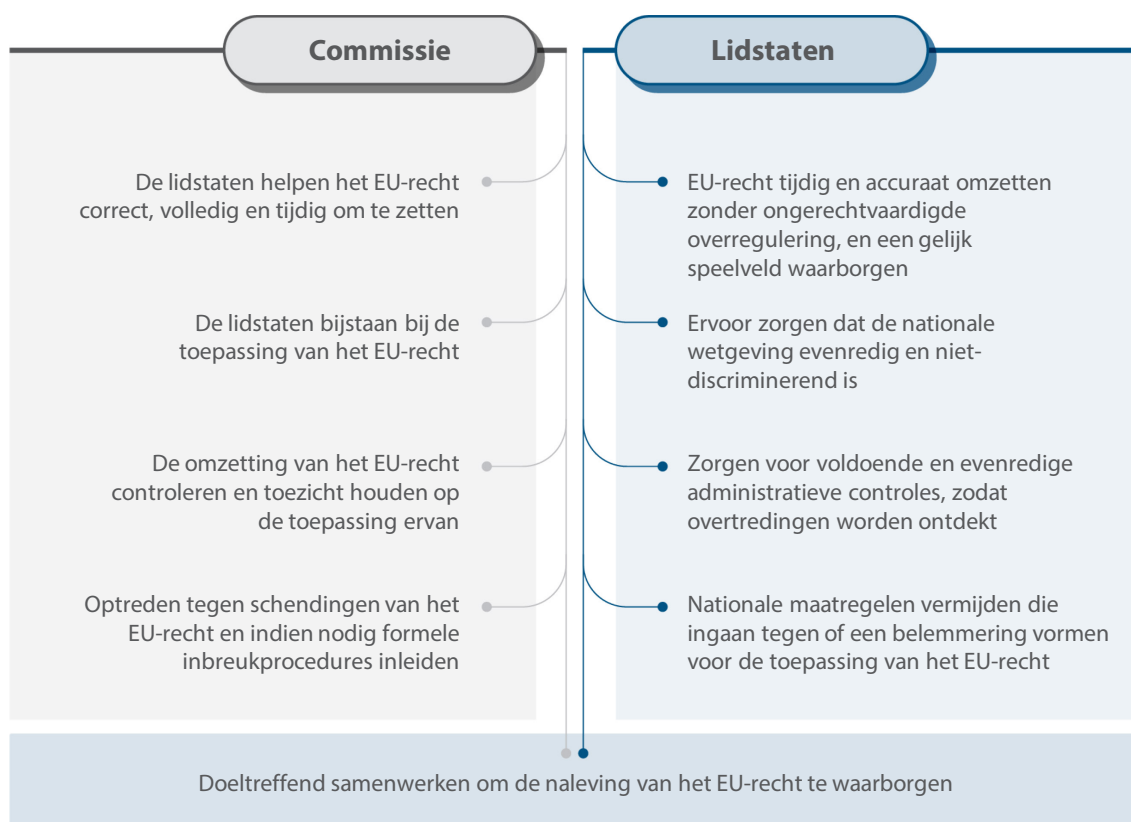 Commissie
De lidstaten helpen het EU-recht
correct, volledig en tijdig om te zetten
De lidstaten bijstaan bij de
toepassing van het EU-recht
De omzetting van het EU-recht
controleren en toezicht houden op
de toepassing ervan
Optreden tegen schendingen van het
EU-recht en indien nodig formele
inbreukprocedures inleiden
Lidstaten
EU-recht tijdig en accuraat omzetten
zonder ongerechtvaardigde
overregulering, en een gelijk
speelveld waarborgen
Ervoor zorgen dat de nationale
wetgeving evenredig en niet-
discriminerend is
Zorgen voor voldoende en evenredige
administratieve controles, zodat
overtredingen worden ontdekt
Nationale maatregelen vermijden die
ingaan tegen of een belemmering vormen
voor de toepassing van het EU-recht
Doeltreffend samenwerken om de naleving van het EU-recht te waarborgen